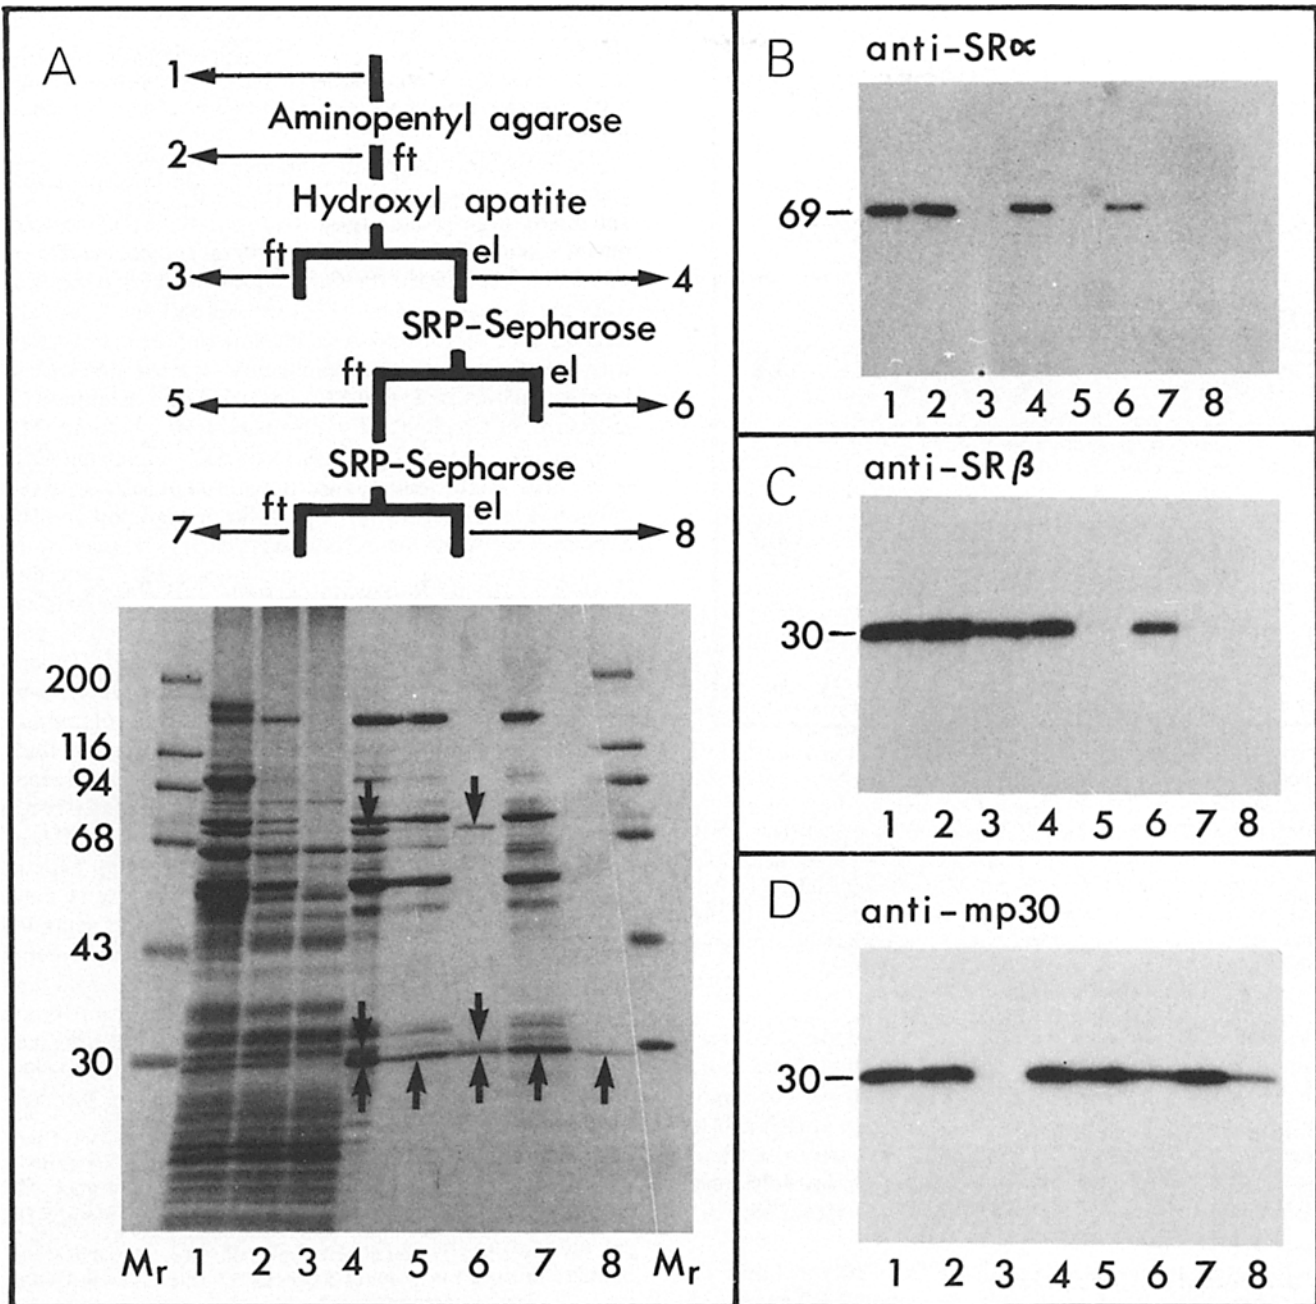 A
1
Aminopentyl agarose
2 ft
Hydroxyl apatite
ft el
3 4
SRP-Sepharose
ft el
5 6
SRP-Sepharose
ft el
7 8
200
116
94
68
43
30
Mr 1 2 3 4 5 6 7 8 Mr
B
anti-SRα
69
1 2 3 4 5 6 7 8
C
anti-SRβ
30
1 2 3 4 5 6 7 8
D
anti-mp30
30
1 2 3 4 5 6 7 8